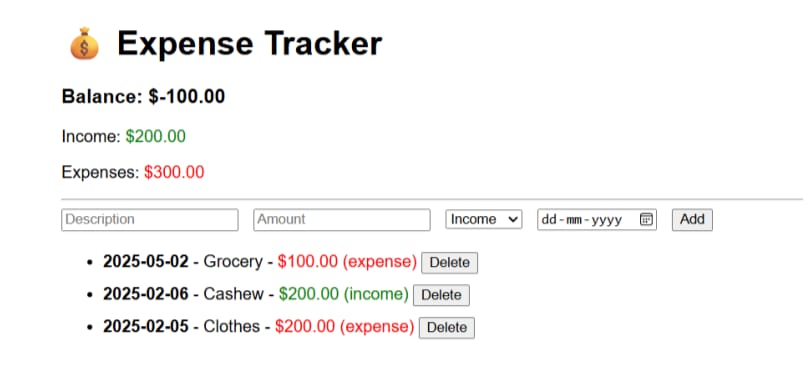 Expense Tracker
Balance: $-100.00
Income: $200.00
Expenses: $300.00
Description Amount Income dd-mm-yyyy Add
2025-05-02 - Grocery - $100.00 (expense) Delete
2025-02-06 - Cashew - $200.00 (income) Delete
2025-02-05 - Clothes - $200.00 (expense) Delete